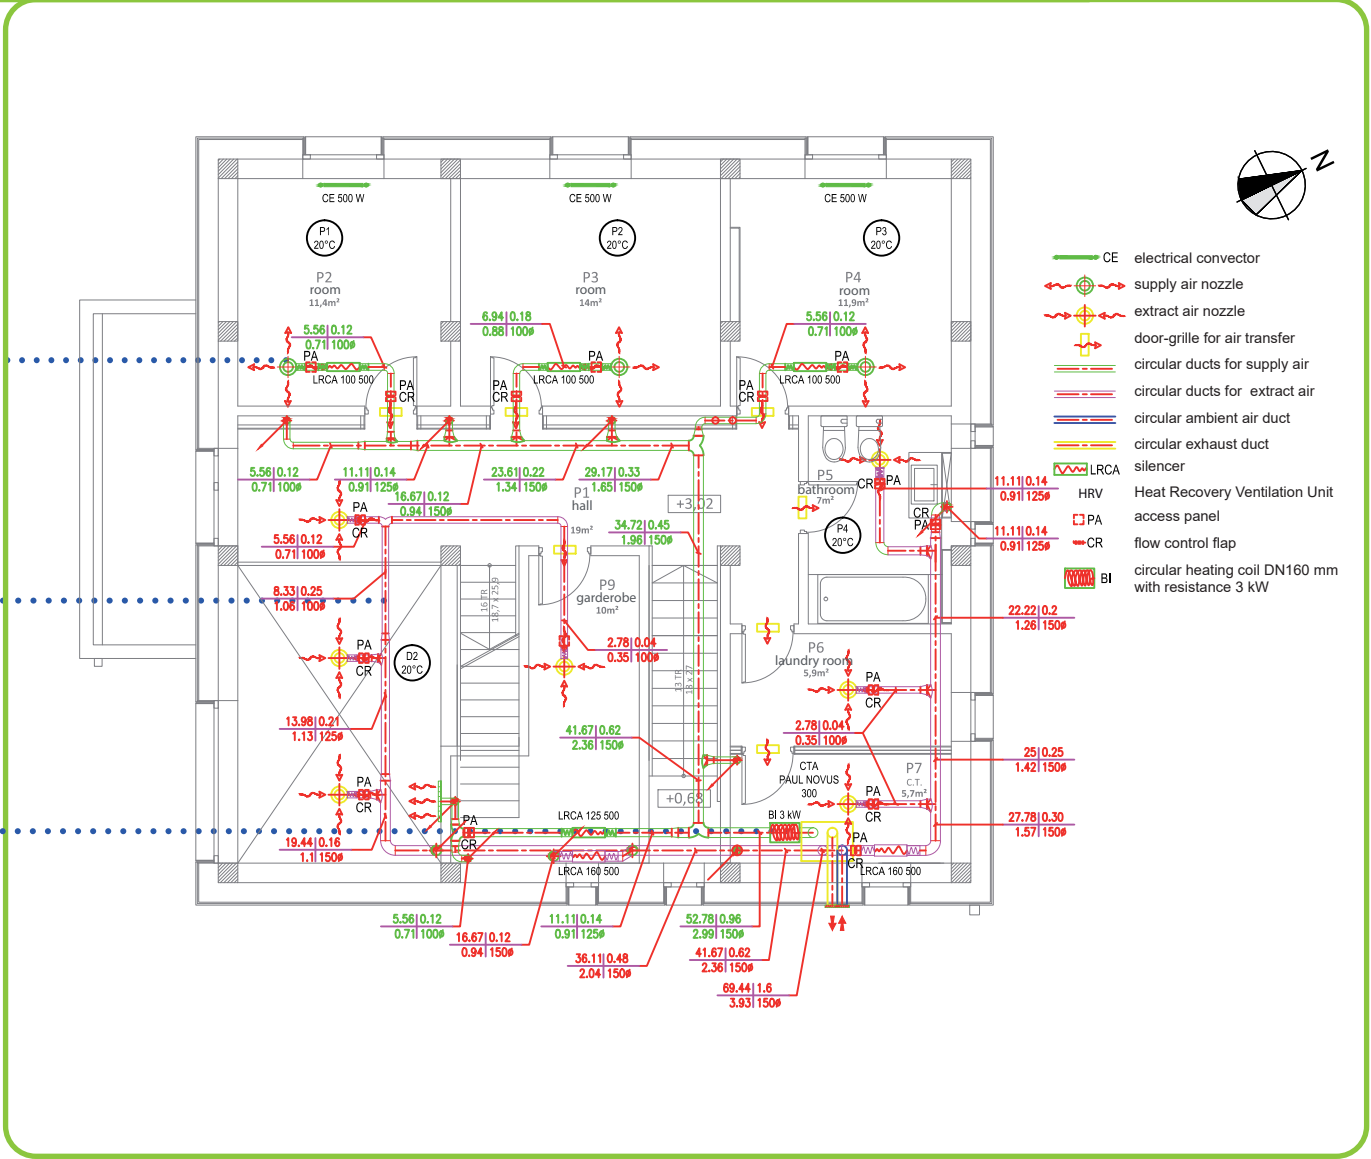 CE 500 W
CE 500 W
CE 500 W
P1
20°C
P2
20°C
P3
20°C
P2
room
11,4m²
P3
room
14m²
P4
room
11,9m²
5.56|0.12
0.71|100ø
6.94|0.18
0.88|100ø
5.56|0.12
0.71|100ø
PA
PA
PA
LRCA 100 500
LRCA 100 500
LRCA 100 500
PA
CR
PA
CR
PA
CR
5.56|0.12
0.71|100ø
11.11|0.14
0.91|125ø
16.67|0.12
0.94|150ø
23.61|0.22
1.34|150ø
29.17|0.33
1.65|150ø
P1
hall
19m²
+3,02
34.72|0.45
1.96|150ø
P5
bathroom
7m²
P4
20°C
CR
PA
CR
PA
11.11|0.14
0.91|125ø
11.11|0.14
0.91|125ø
PA
CR
5.56|0.12
0.71|100ø
8.33|0.25
1.06|100ø
16 TR
18,7 x 25,9
P9
garderobe
10m²
2.78|0.04
0.35|100ø
13 TR
18 x 27
D2
20°C
PA
CR
P6
laundry room
5,9m²
22.22|0.2
1.26|150ø
PA
CR
13.98|0.21
1.13|125ø
41.67|0.62
2.36|150ø
2.78|0.04
0.35|100ø
25|0.25
1.42|150ø
CTA
PAUL NOVUS
300
P7
C.T.
5,7m²
PA
CR
PA
CR
+0,68
BI 3 kW
LRCA 125 500
PA
CR
PA
CR
27.78|0.30
1.57|150ø
19.44|0.16
1.1|150ø
LRCA 160 500
LRCA 160 500
5.56|0.12
0.71|100ø
16.67|0.12
0.94|150ø
11.11|0.14
0.91|125ø
36.11|0.48
2.04|150ø
52.78|0.96
2.99|150ø
41.67|0.62
2.36|150ø
69.44|1.6
3.93|150ø
N
CE electrical convector
supply air nozzle
extract air nozzle
door-grille for air transfer
circular ducts for supply air
circular ducts for extract air
circular ambient air duct
circular exhaust duct
LRCA silencer
HRV Heat Recovery Ventilation Unit
PA access panel
CR flow control flap
BI circular heating coil DN160 mm
with resistance 3 kW